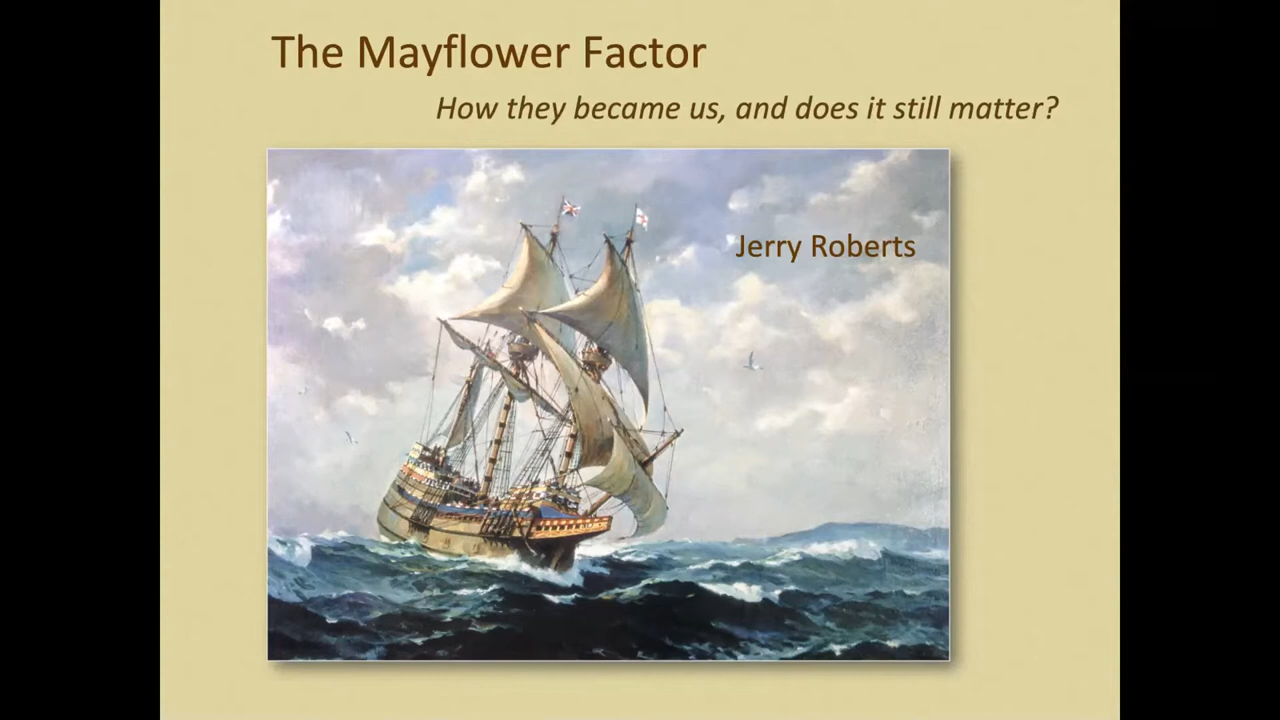 The Mayflower Factor
How they became us, and does it still matter?
Jerry Roberts